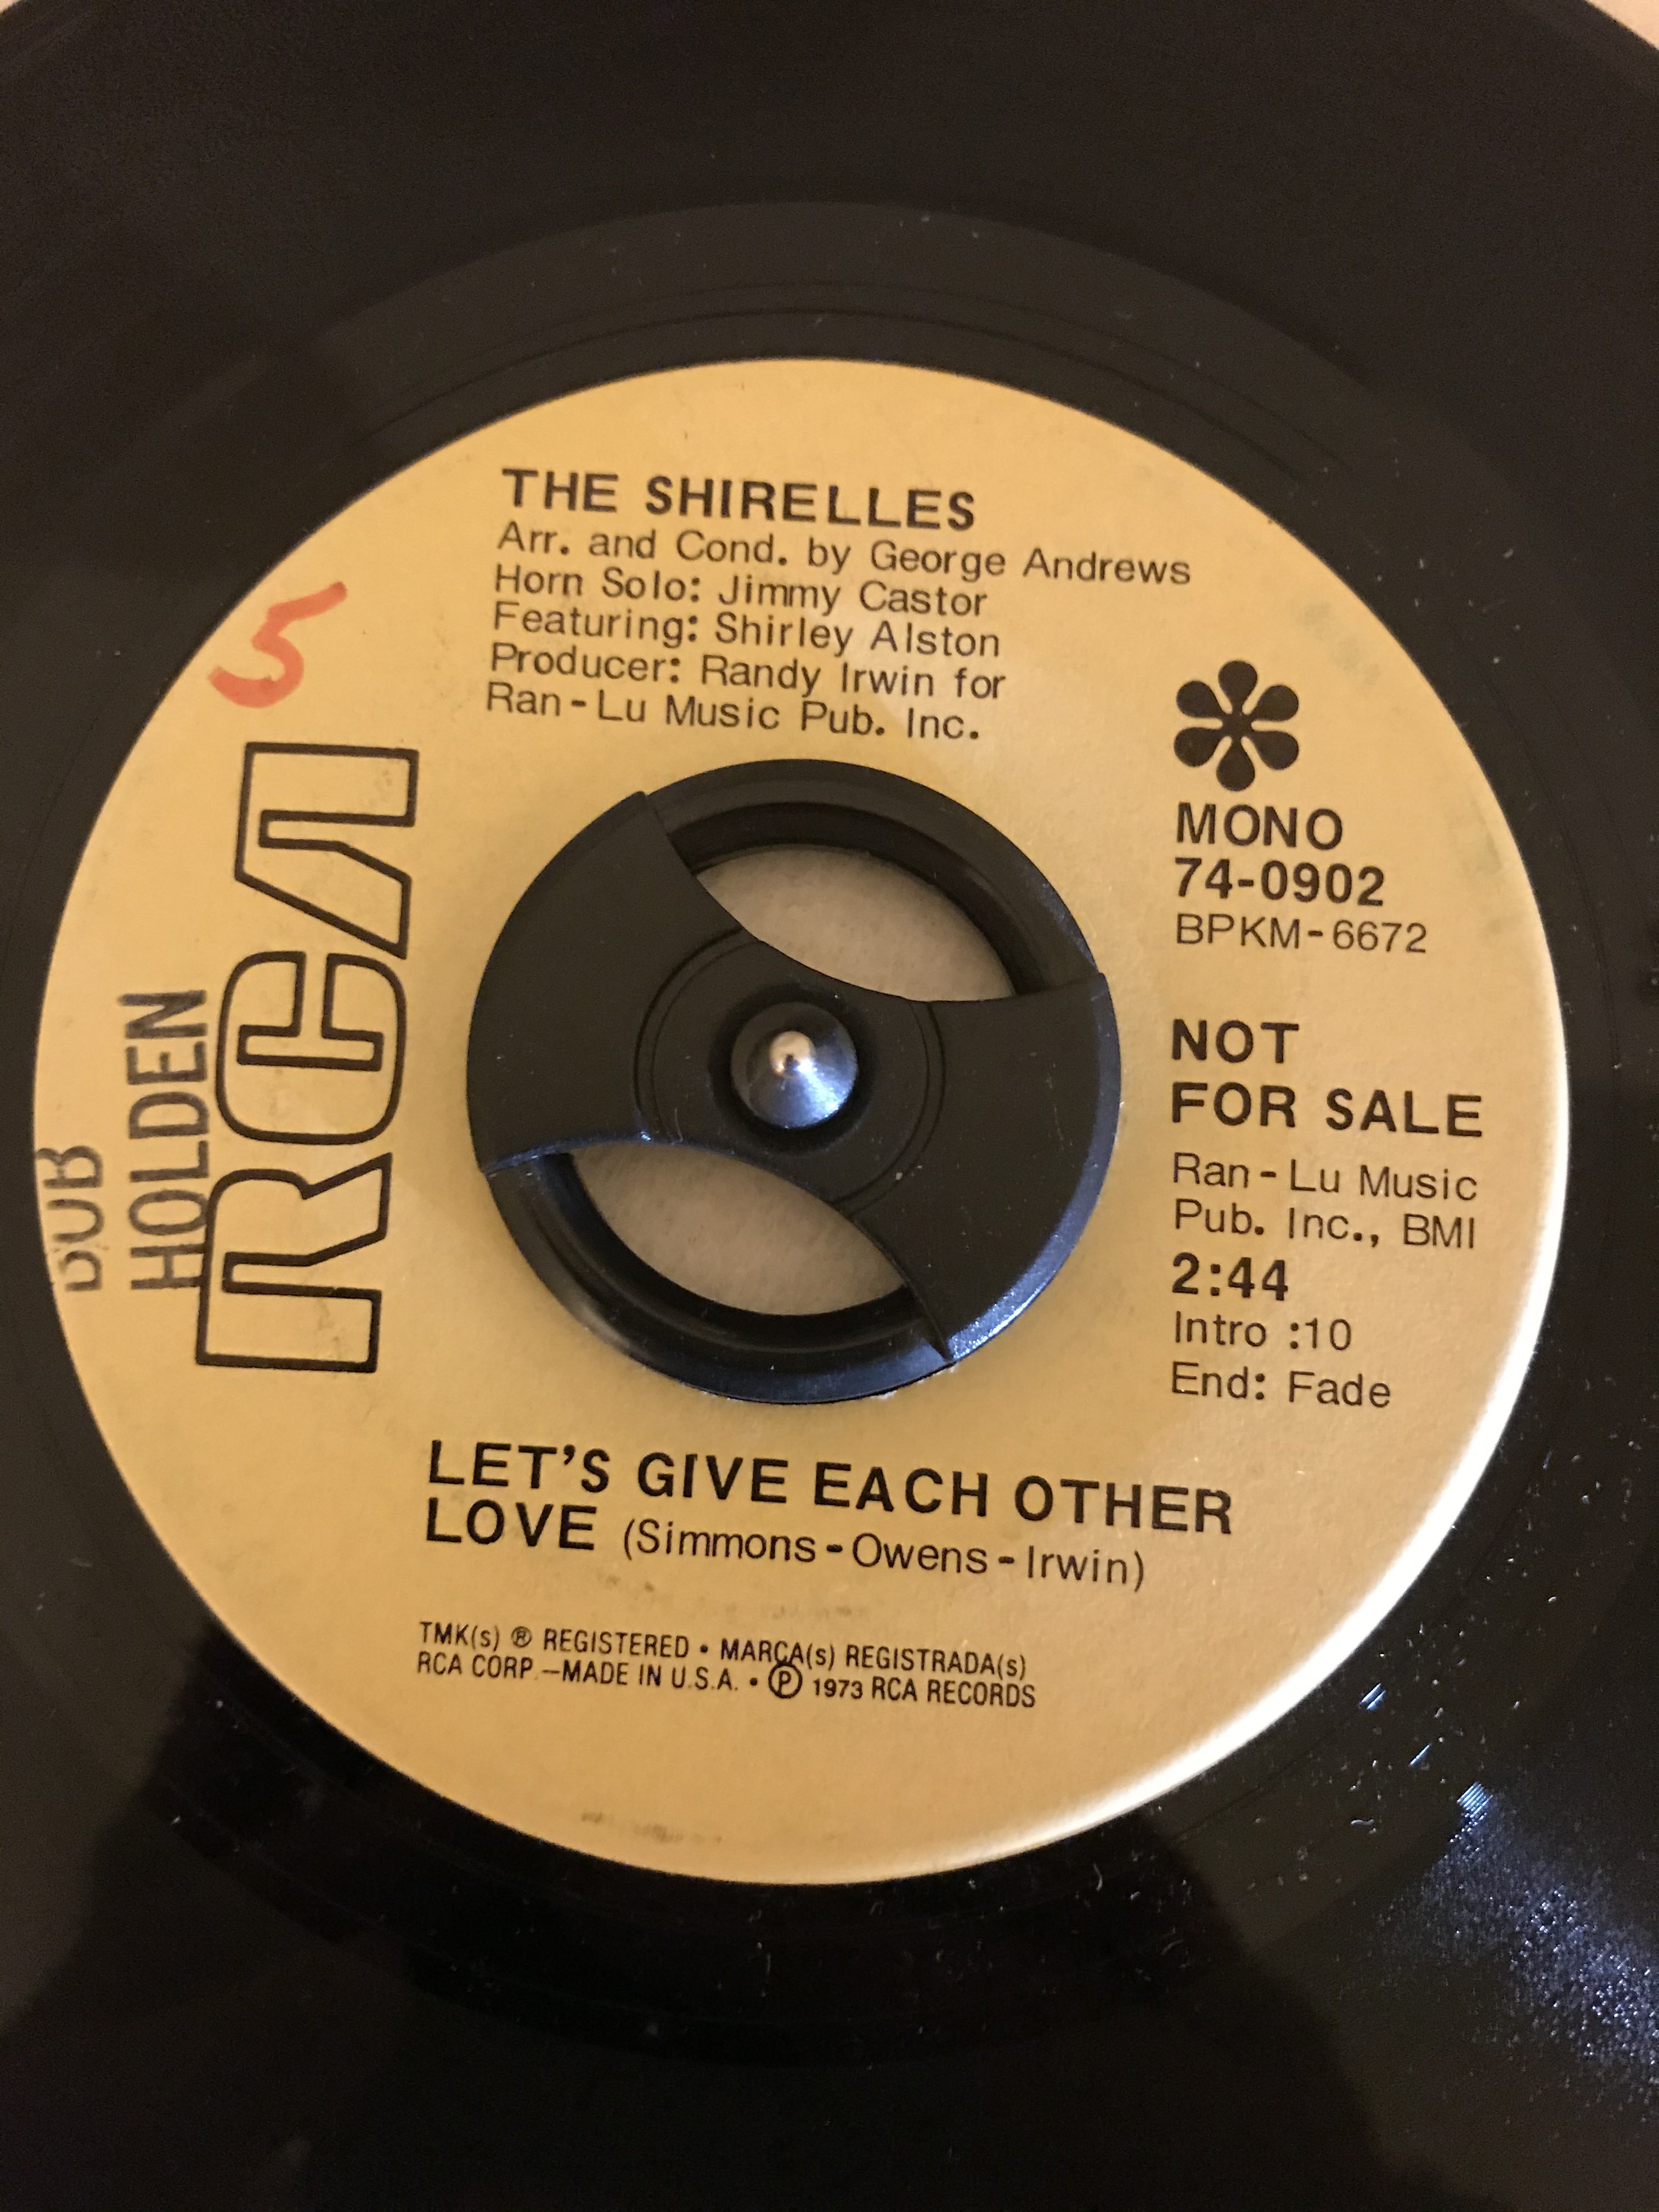 THE SHIRELLES
Arr. and Cond. by George Andrews
Horn Solo: Jimmy Castor
Featuring: Shirley Alston
Producer: Randy Irwin for
Ran-Lu Music Pub. Inc.
5
RCA
BUB
HOLDEN
MONO
74-0902
BPKM-6672
NOT
FOR SALE
Ran-Lu Music
Pub. Inc., BMI
2:44
Intro :10
End: Fade
LET'S GIVE EACH OTHER
LOVE (Simmons-Owens-Irwin)
TMK(s) ® REGISTERED • MARCA(s) REGISTRADA(s)
RCA CORP.—MADE IN U.S.A. • ℗ 1973 RCA RECORDS